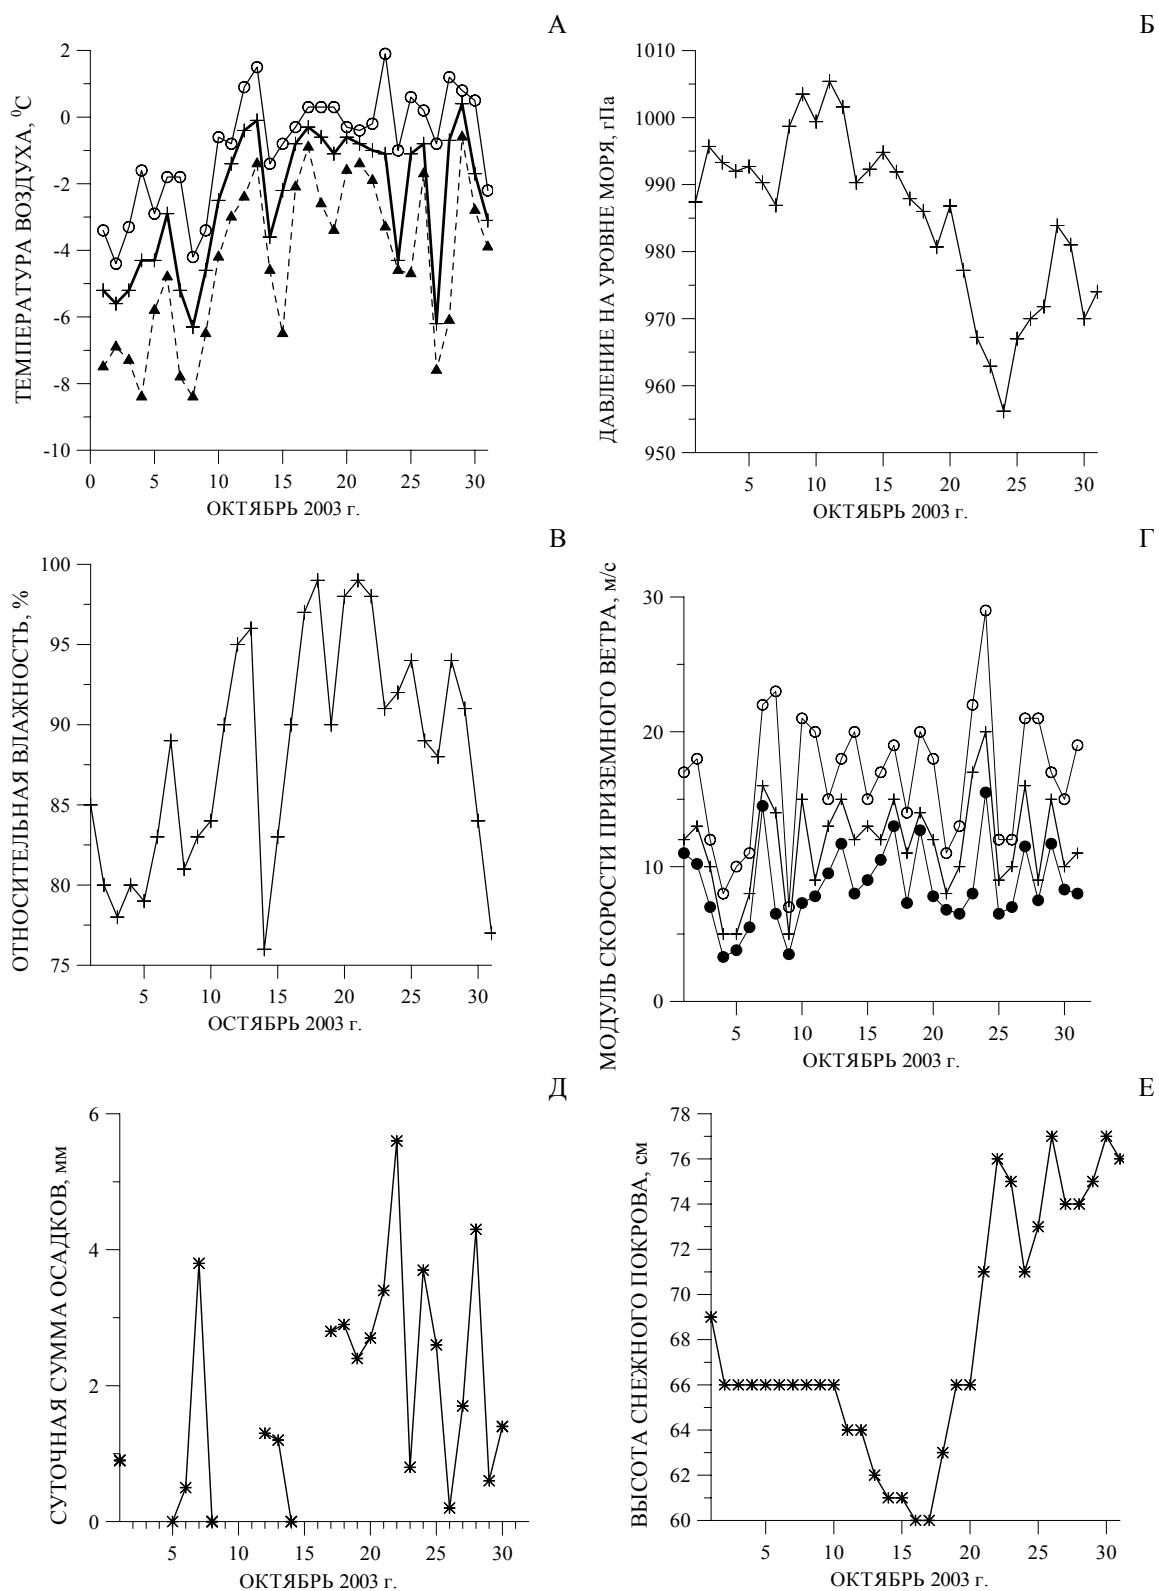 А
ТЕМПЕРАТУРА ВОЗДУХА, ⁰С
2
0
-2
-4
-6
-8
-10
0 5 10 15 20 25 30
ОКТЯБРЬ 2003 г.
Б
ДАВЛЕНИЕ НА УРОВНЕ МОРЯ, гПа
1010
1000
990
980
970
960
950
5 10 15 20 25 30
ОКТЯБРЬ 2003 г.
В
ОТНОСИТЕЛЬНАЯ ВЛАЖНОСТЬ, %
100
95
90
85
80
75
5 10 15 20 25 30
ОСТЯБРЬ 2003 г.
Г
МОДУЛЬ СКОРОСТИ ПРИЗЕМНОГО ВЕТРА, м/с
30
20
10
0
5 10 15 20 25 30
ОКТЯБРЬ 2003 г.
Д
СУТОЧНАЯ СУММА ОСАДКОВ, мм
6
4
2
0
5 10 15 20 25 30
ОКТЯБРЬ 2003 г.
Е
ВЫСОТА СНЕЖНОГО ПОКРОВА, см
78
76
74
72
70
68
66
64
62
60
5 10 15 20 25 30
ОКТЯБРЬ 2003 г.